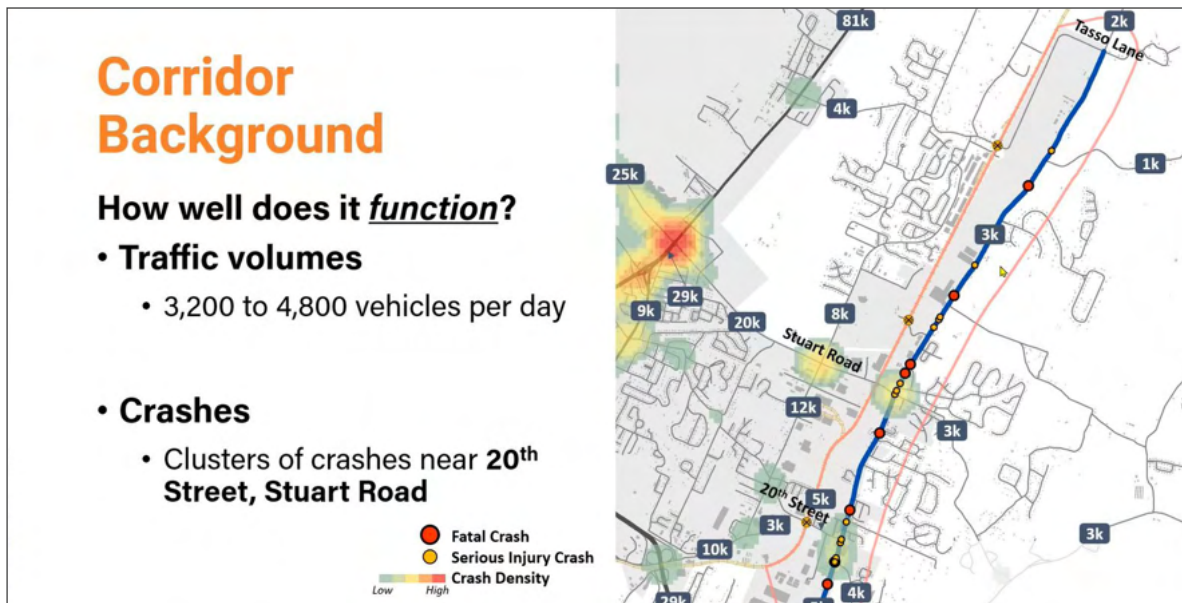 Corridor
Background
How well does it function?
• Traffic volumes
• 3,200 to 4,800 vehicles per day
• Crashes
• Clusters of crashes near 20th
Street, Stuart Road
Fatal Crash
Serious Injury Crash
Crash Density
Low
High
81k
2k
Tasso Lane
4k
25k
1k
3k
29k
9k
20k
8k
Stuart Road
12k
3k
20th Street
5k
3k
10k
3k
29k
4k